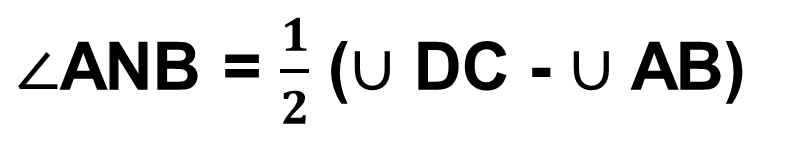 ∠ANB = 1/2 (∪ DC - ∪ AB)